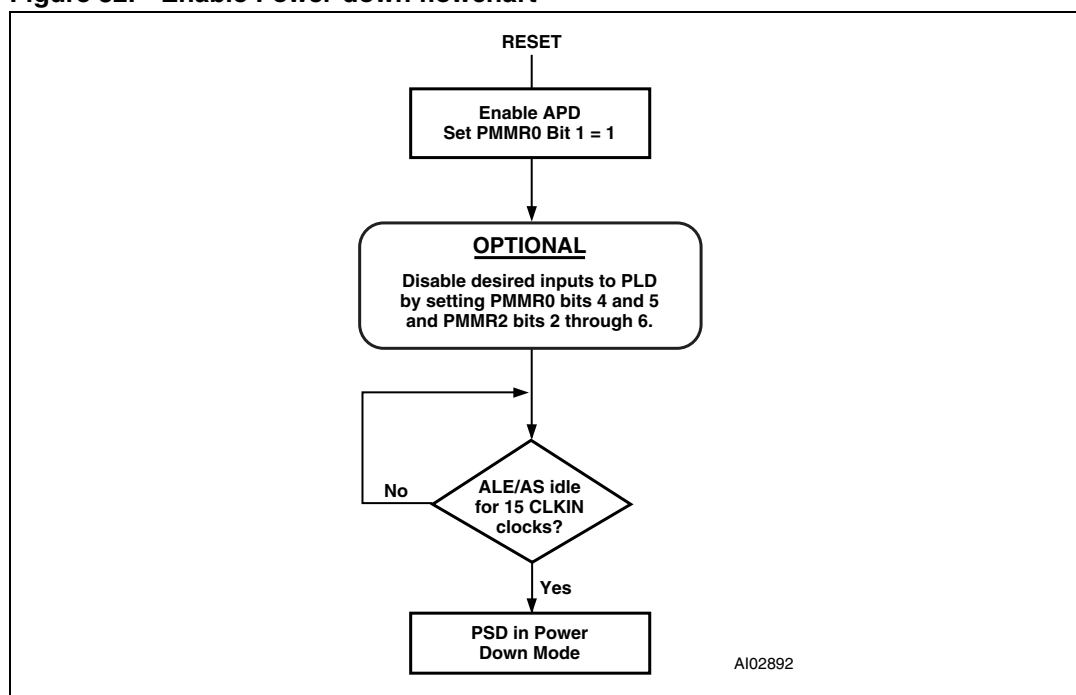 RESET
Enable APD
Set PMMR0 Bit 1 = 1
OPTIONAL
Disable desired inputs to PLD
by setting PMMR0 bits 4 and 5
and PMMR2 bits 2 through 6.
No
ALE/AS idle
for 15 CLKIN
clocks?
Yes
PSD in Power
Down Mode
AI02892